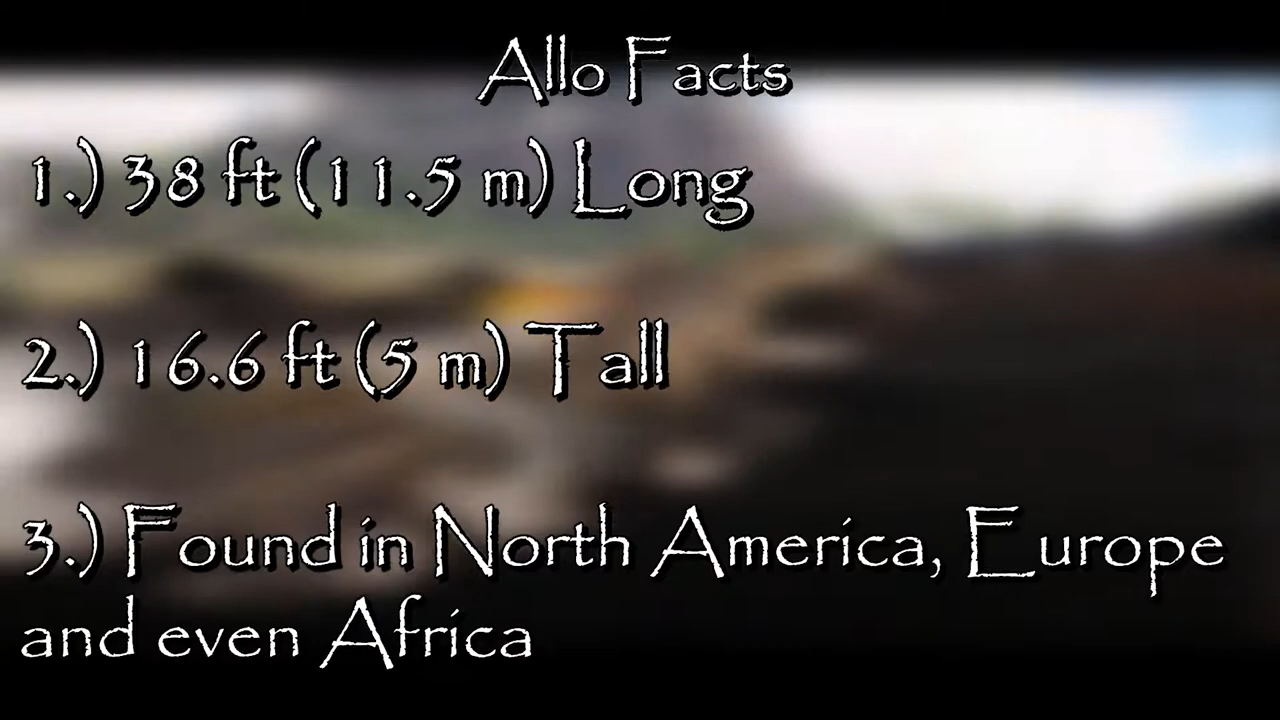 Allo Facts
1.) 38 ft (11.5 m) Long
2.) 16.6 ft (5 m) Tall
3.) Found in North America, Europe
and even Africa